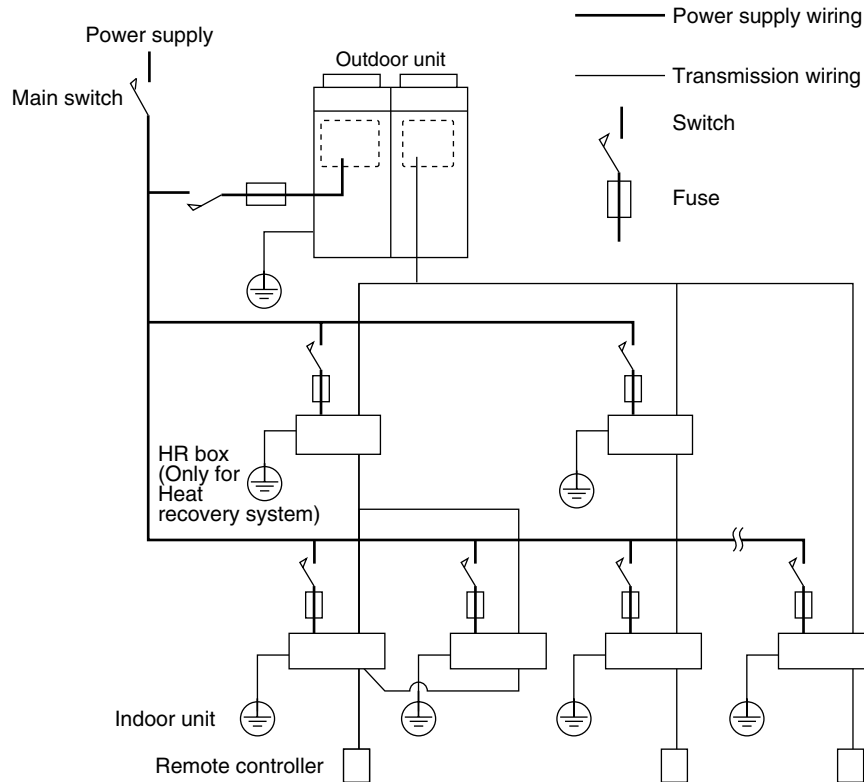 Power supply
Main switch
Outdoor unit
Power supply wiring
Transmission wiring
Switch
Fuse
HR box
(Only for
Heat
recovery system)
Indoor unit
Remote controller